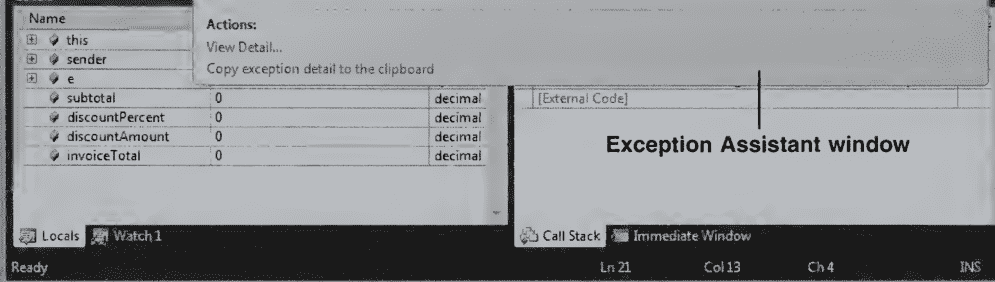 Name
Actions:
this
View Detail...
sender
Copy exception detail to the clipboard
e
subtotal 0 decimal [External Code]
discountPercent 0 decimal
discountAmount 0 decimal
Exception Assistant window
invoiceTotal 0 decimal
Locals Watch 1 Call Stack Immediate Window
Ready Ln 21 Col 13 Ch 4 INS